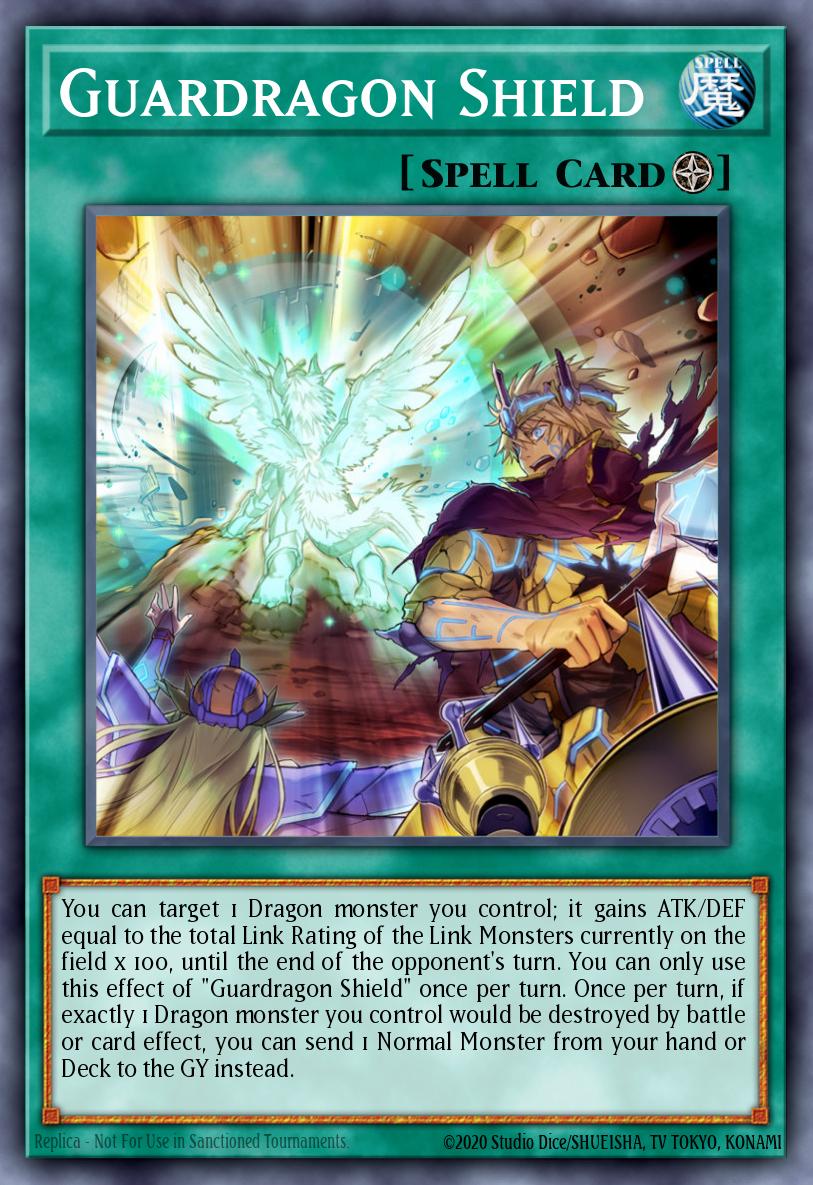 Guardragon Shield
SPELL
魔
[Spell Card]
You can target 1 Dragon monster you control; it gains ATK/DEF
equal to the total Link Rating of the Link Monsters currently on the
field x 100, until the end of the opponent's turn. You can only use
this effect of "Guardragon Shield" once per turn. Once per turn, if
exactly 1 Dragon monster you control would be destroyed by battle
or card effect, you can send 1 Normal Monster from your hand or
Deck to the GY instead.
Replica - Not For Use in Sanctioned Tournaments.
©2020 Studio Dice/SHUEISHA, TV TOKYO, KONAMI